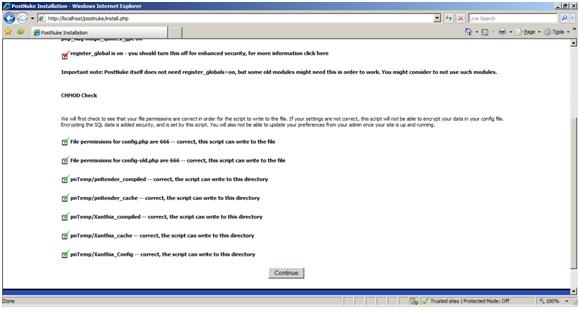 PostNuke Installation - Windows Internet Explorer
http://localhost/postnuke/install.php
Live Search
PostNuke Installation
Page
Tools
register_global is on - you should turn this off for enhanced security, for more information click here
Important note: PostNuke itself does not need register_globals=on, but some old modules might need this in order to work. You might consider to not use such modules.
CHMOD Check
We will first check to see that your file permissions are correct in order for the script to write to the file. If your settings are not correct, this script will not be able to encrypt your data in your config file.
Encrypting the SQL data is added security, and is set by this script. You will also not be able to update your preferences from your admin once your site is up and running.
File permissions for config.php are 666 -- correct, this script can write to the file
File permissions for config-old.php are 666 -- correct, this script can write to the file
pnTemp/pnRender_compiled -- correct, the script can write to this directory
pnTemp/pnRender_cache -- correct, the script can write to this directory
pnTemp/Xanthia_compiled -- correct, the script can write to this directory
pnTemp/Xanthia_cache -- correct, the script can write to this directory
pnTemp/Xanthia_Config -- correct, the script can write to this directory
Continue
Done
Trusted sites | Protected Mode: Off
100%